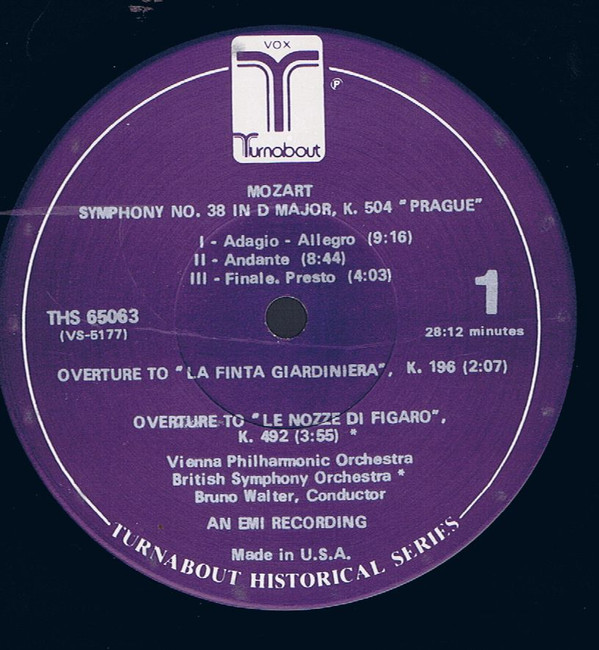 VOX
Turnabout
℗
MOZART
SYMPHONY NO. 38 IN D MAJOR, K. 504 "PRAGUE"
I - Adagio - Allegro (9:16)
II - Andante (8:44)
III - Finale. Presto (4:03)
1
THS 65063
(VS-5177)
28:12 minutes
OVERTURE TO "LA FINTA GIARDINIERA", K. 196 (2:07)
OVERTURE TO "LE NOZZE DI FIGARO",
K. 492 (3:55) *
Vienna Philharmonic Orchestra
British Symphony Orchestra *
Bruno Walter, Conductor
AN EMI RECORDING
Made in U.S.A.
TURNABOUT HISTORICAL SERIES